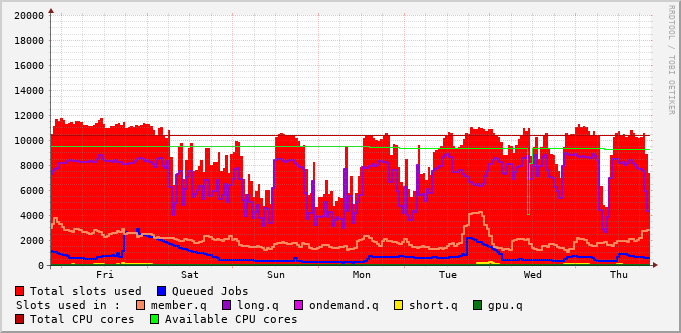 20000
18000
16000
14000
12000
10000
8000
6000
4000
2000
0
Fri Sat Sun Mon Tue Wed Thu
RRDTOOL / TOBI OETIKER
Total slots used Queued Jobs
Slots used in : member.q long.q ondemand.q short.q gpu.q
Total CPU cores Available CPU cores